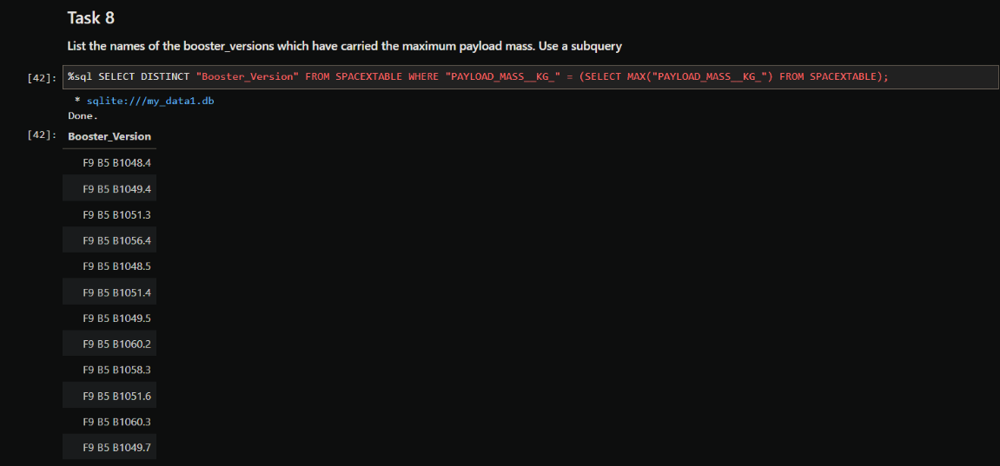 Task 8
List the names of the booster_versions which have carried the maximum payload mass. Use a subquery
[42]: %sql SELECT DISTINCT "Booster_Version" FROM SPACEXTABLE WHERE "PAYLOAD_MASS__KG_" = (SELECT MAX("PAYLOAD_MASS__KG_") FROM SPACEXTABLE);
* sqlite:///my_data1.db
Done.
[42]: Booster_Version
F9 B5 B1048.4
F9 B5 B1049.4
F9 B5 B1051.3
F9 B5 B1056.4
F9 B5 B1048.5
F9 B5 B1051.4
F9 B5 B1049.5
F9 B5 B1060.2
F9 B5 B1058.3
F9 B5 B1051.6
F9 B5 B1060.3
F9 B5 B1049.7